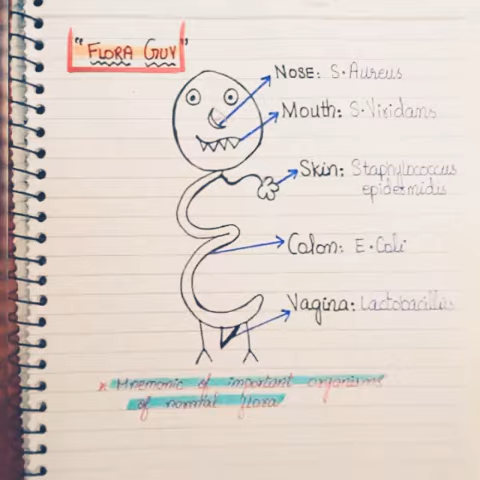 "FLORA GUY"
NOSE: S. Aureus
Mouth: S. Viridans
Skin: Staphylococcus
epidermidis
Colon: E. Coli
Vagina: Lactobacillus
* Mnemonic of important organisms
of normal flora